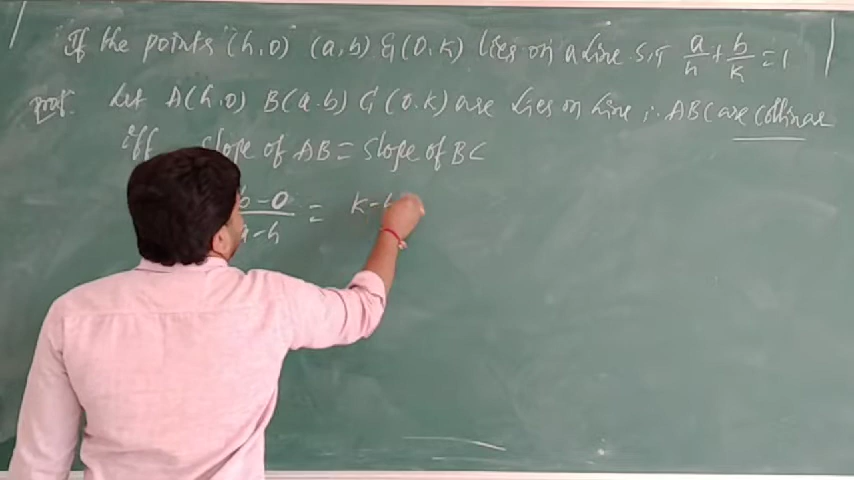 If the points (h,0) (a,b) & (0,k) lies on a line S.T a/h + b/k = 1
prof. Let A(h,0) B(a,b) & C(0,k) are lies on line ∴ ABC are collinear
iff slope of AB = slope of BC
b-0/a-h = k-b